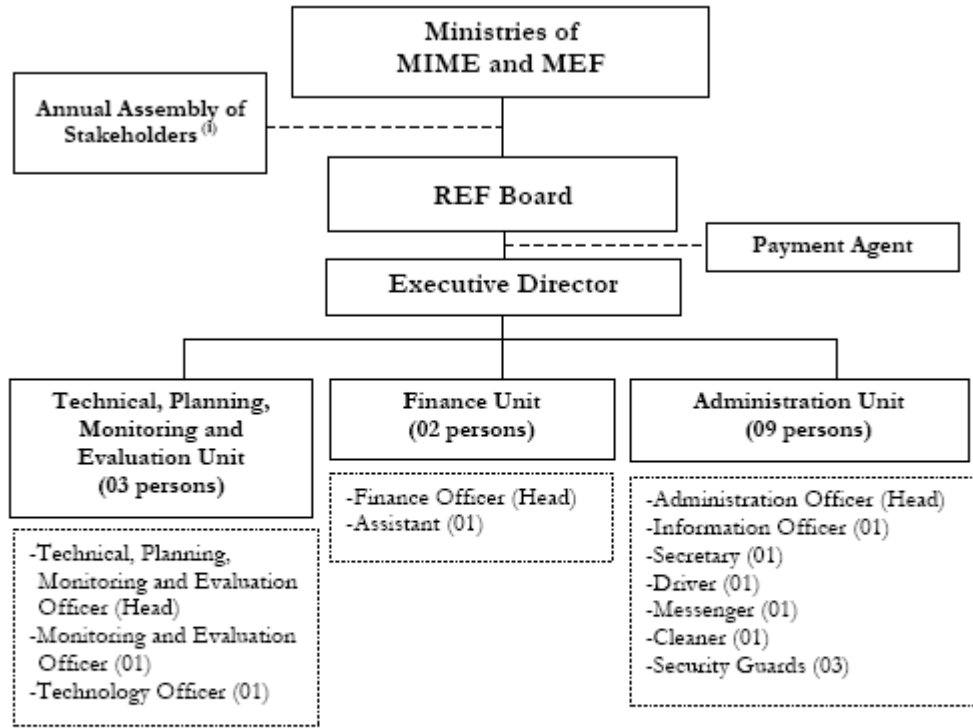 Ministries of
MIME and MEF
Annual Assembly of
Stakeholders (i)
REF Board
Payment Agent
Executive Director
Technical, Planning,
Monitoring and
Evaluation Unit
(03 persons)
Finance Unit
(02 persons)
Administration Unit
(09 persons)
-Technical, Planning,
Monitoring and Evaluation
Officer (Head)
-Monitoring and Evaluation
Officer (01)
-Technology Officer (01)
-Finance Officer (Head)
-Assistant (01)
-Administration Officer (Head)
-Information Officer (01)
-Secretary (01)
-Driver (01)
-Messenger (01)
-Cleaner (01)
-Security Guards (03)